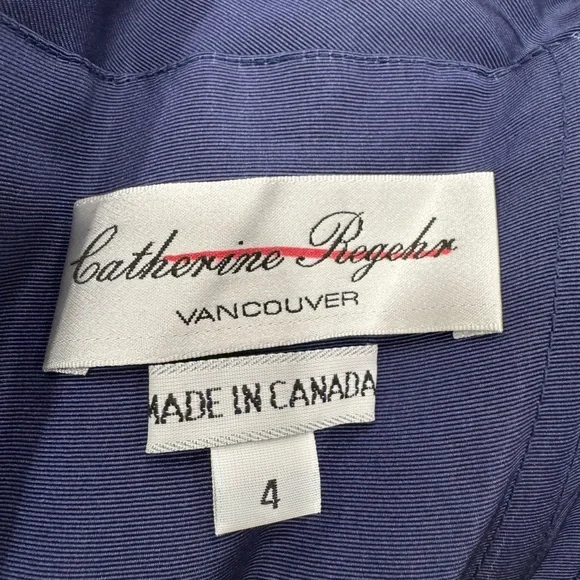 Catherine Regehr
VANCOUVER
MADE IN CANADA
4